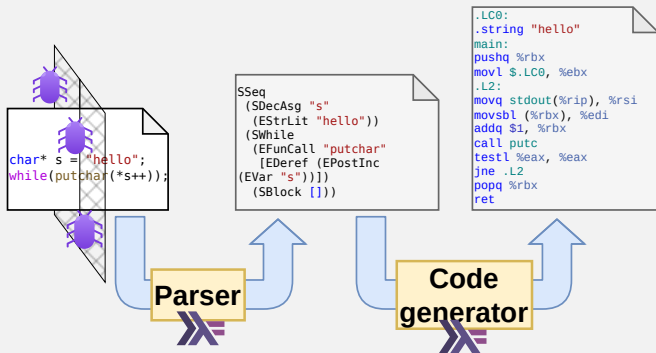 char* s = "hello";
while(putchar(*s++));
SSeq
(SDecAsg "s"
(EStrLit "hello"))
(SWhile
(EFunCall "putchar"
[EDeref (EPostInc
(EVar "s"))])
(SBlock []))
.LC0:
.string "hello"
main:
pushq %rbx
movl $.LC0, %ebx
.L2:
movq stdout(%rip), %rsi
movsbl (%rbx), %edi
addq $1, %rbx
call putc
testl %eax, %eax
jne .L2
popq %rbx
ret
Parser
Code
generator